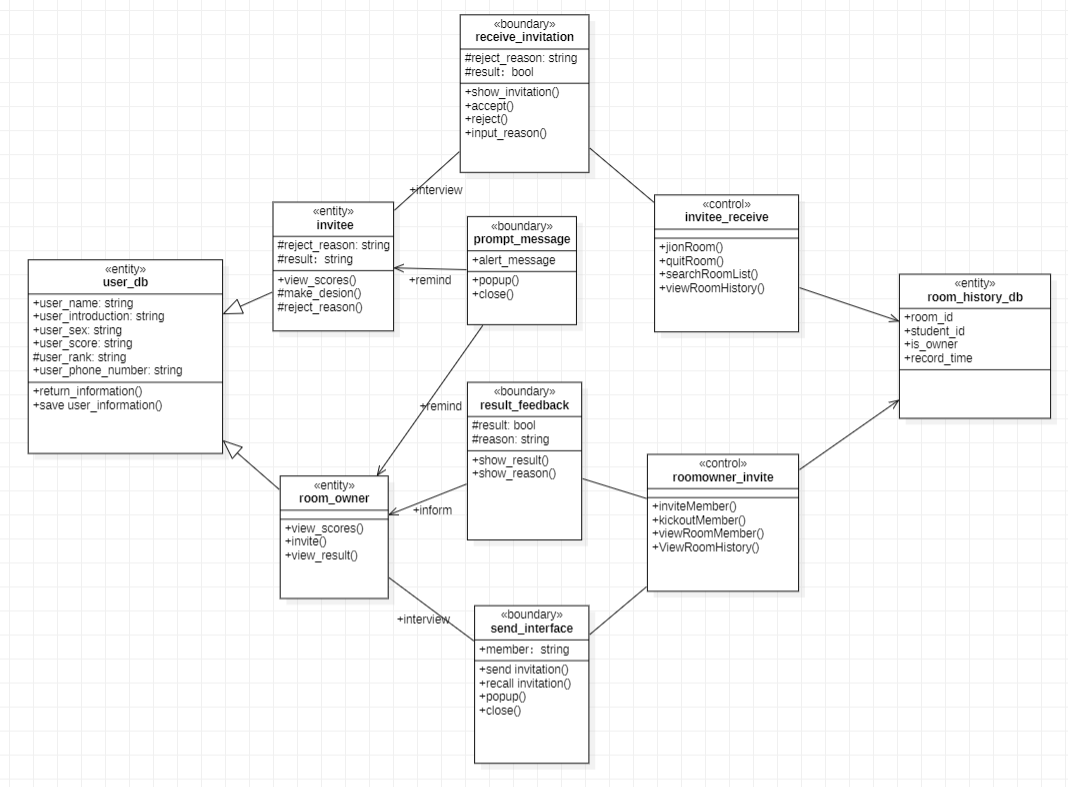 «boundary»
receive_invitation
#reject_reason: string
#result：bool
+show_invitation()
+accept()
+reject()
+input_reason()
+interview
«entity»
invitee
#reject_reason: string
#result：string
+view_scores()
#make_desion()
#reject_reason()
«boundary»
prompt_message
+alert_message
+popup()
+close()
+remind
«control»
invitee_receive
+jionRoom()
+quitRoom()
+searchRoomList()
+viewRoomHistory()
«entity»
user_db
+user_name: string
+user_introduction: string
+user_sex: string
+user_score: string
#user_rank: string
+user_phone_number: string
+return_information()
+save user_information()
«entity»
room_history_db
+room_id
+student_id
+is_owner
+record_time
+remind
«boundary»
result_feedback
#result: bool
#reason: string
+show_result()
+show_reason()
+inform
«control»
roomowner_invite
+inviteMember()
+kickoutMember()
+viewRoomMember()
+ViewRoomHistory()
«entity»
room_owner
+view_scores()
+invite()
+view_result()
+interview
«boundary»
send_interface
+member：string
+send invitation()
+recall invitation()
+popup()
+close()